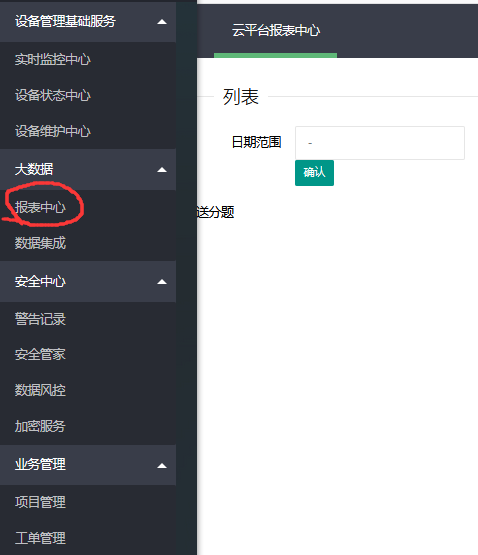 设备管理基础服务
实时监控中心
设备状态中心
设备维护中心
大数据
报表中心
数据集成
安全中心
警告记录
安全管家
数据风控
加密服务
业务管理
项目管理
工单管理
云平台报表中心
列表
日期范围 -
确认
送分题